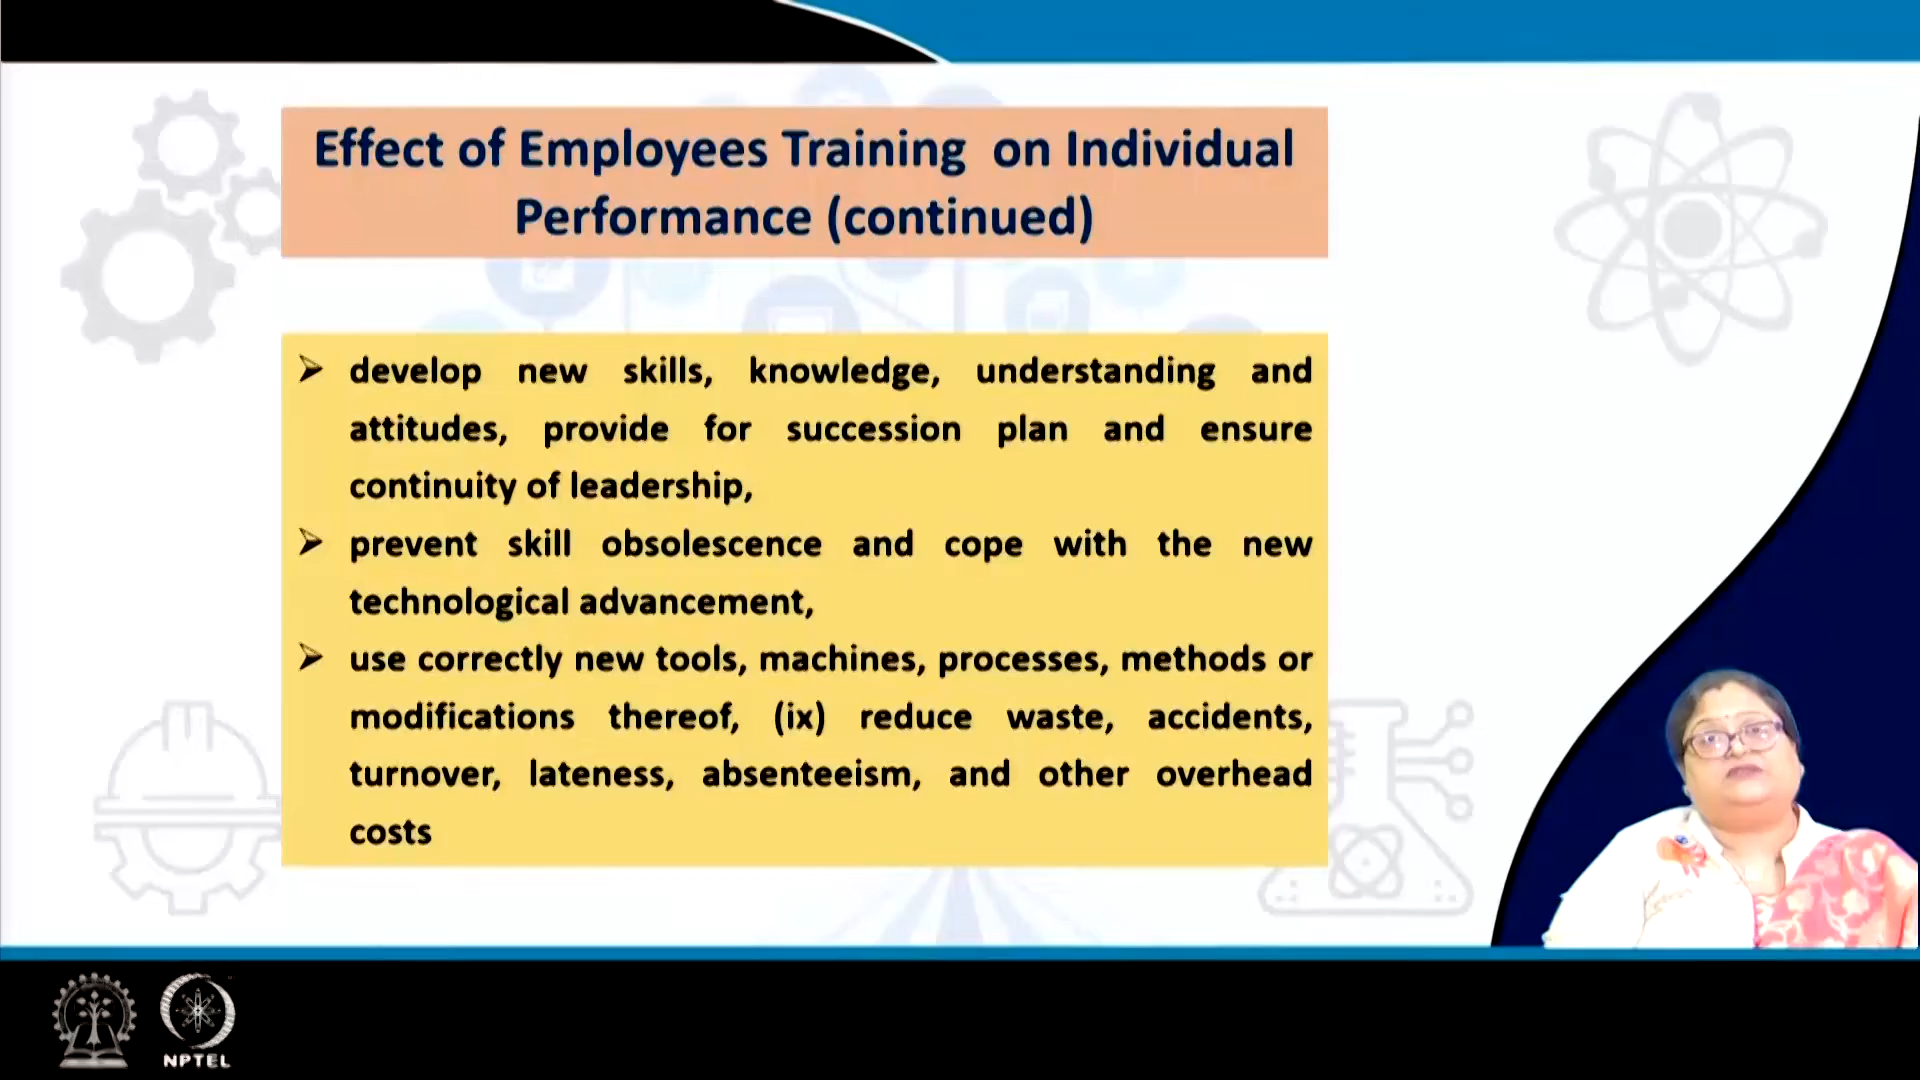 Effect of Employees Training on Individual
Performance (continued)
develop new skills, knowledge, understanding and
attitudes, provide for succession plan and ensure
continuity of leadership,
prevent skill obsolescence and cope with the new
technological advancement,
use correctly new tools, machines, processes, methods or
modifications thereof, (ix) reduce waste, accidents,
turnover, lateness, absenteeism, and other overhead
costs
NPTEL